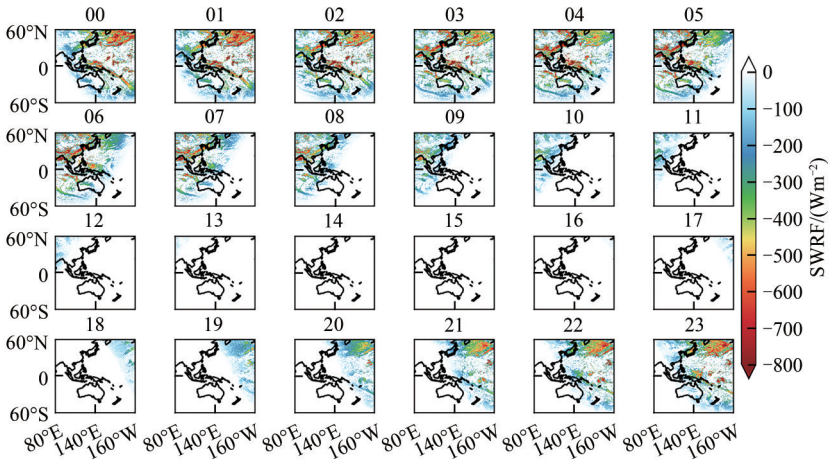 00 01 02 03 04 05
60°N
0
60°S
06 07 08 09 10 11
60°N
0
60°S
12 13 14 15 16 17
60°N
0
60°S
18 19 20 21 22 23
60°N
0
60°S
80°E 140°E 160°W 80°E 140°E 160°W 80°E 140°E 160°W 80°E 140°E 160°W 80°E 140°E 160°W 80°E 140°E 160°W
0
−100
−200
−300
−400
−500
−600
−700
−800
SWRF/(Wm⁻²)